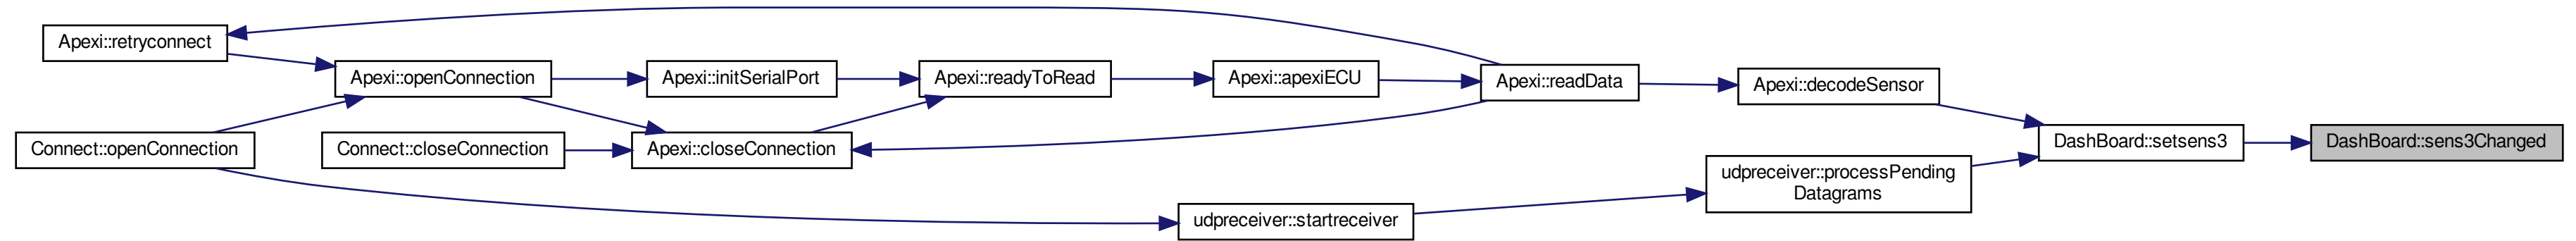 Apexi::retryconnect
Apexi::openConnection
Apexi::initSerialPort
Apexi::readyToRead
Apexi::apexiECU
Apexi::readData
Apexi::decodeSensor
Connect::openConnection
Connect::closeConnection
Apexi::closeConnection
DashBoard::setsens3
DashBoard::sens3Changed
udpreceiver::processPending
Datagrams
udpreceiver::startreceiver